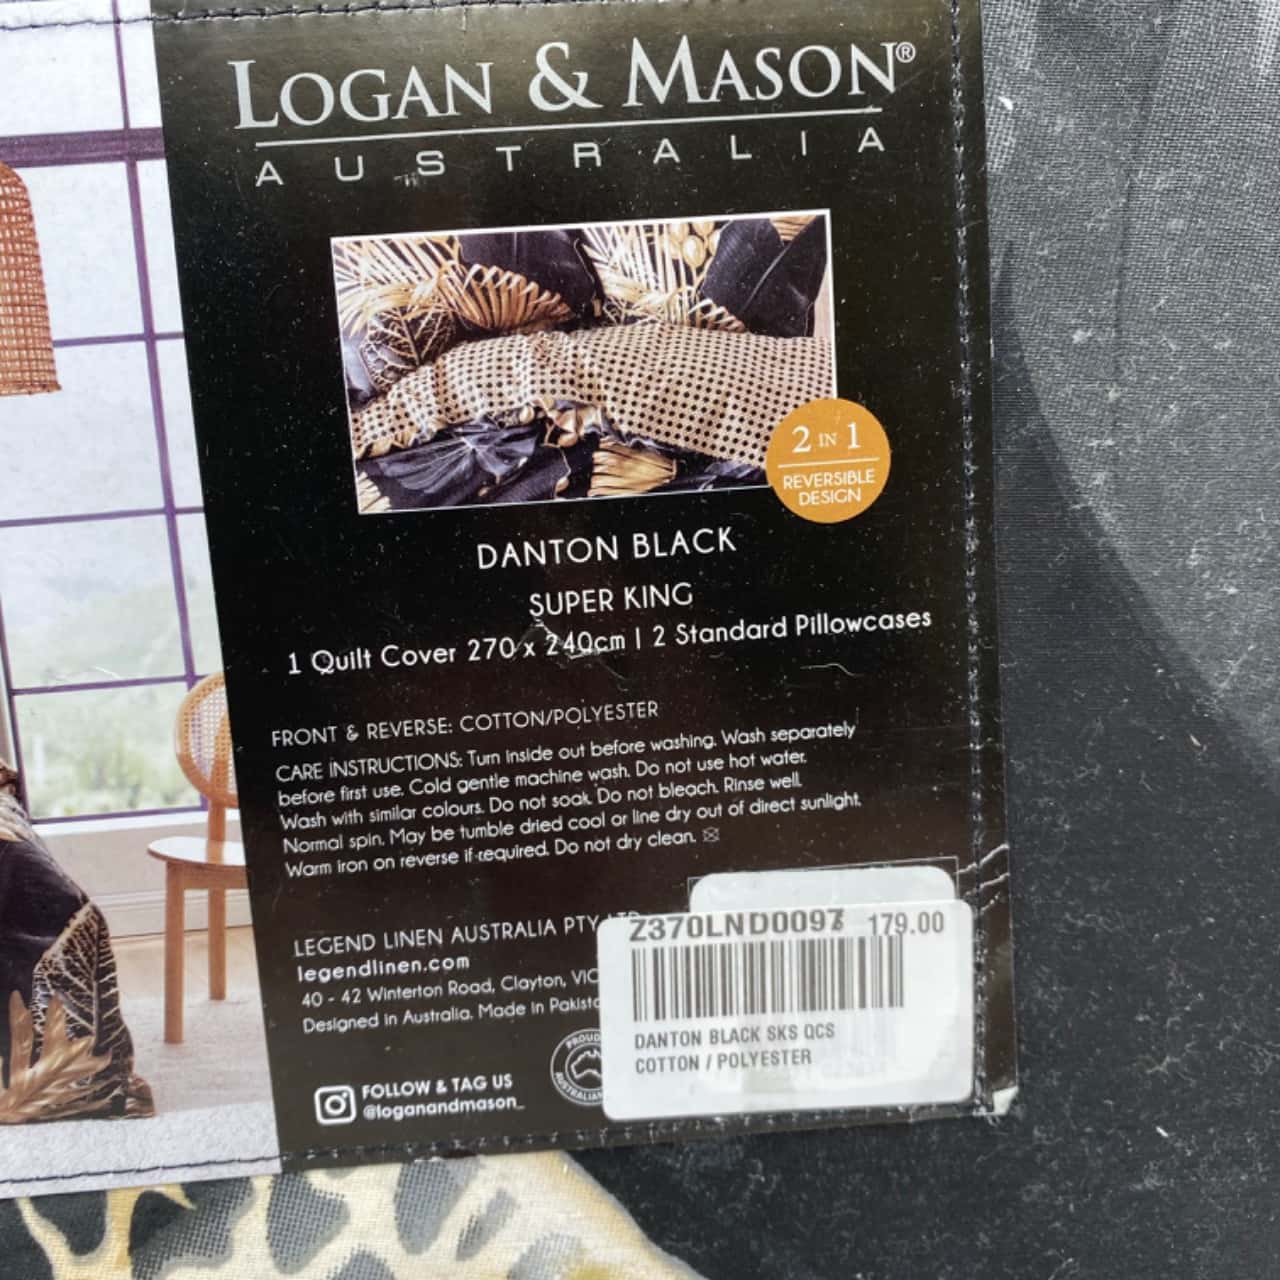 LOGAN & MASON®
AUSTRALIA
2 IN 1
REVERSIBLE
DESIGN
DANTON BLACK
SUPER KING
1 Quilt Cover 270 x 240cm | 2 Standard Pillowcases
FRONT & REVERSE: COTTON/POLYESTER
CARE INSTRUCTIONS: Turn inside out before washing. Wash separately
before first use. Cold gentle machine wash. Do not use hot water.
Wash with similar colours. Do not soak. Do not bleach. Rinse well.
Normal spin. May be tumble dried cool or line dry out of direct sunlight.
Warm iron on reverse if required. Do not dry clean.
LEGEND LINEN AUSTRALIA PTY LTD
legendlinen.com
40 - 42 Winterton Road, Clayton, VIC
Designed in Australia. Made in Pakista
PROUD
AUSTRALIAN
FOLLOW & TAG US
@loganandmason_
179.00
DANTON BLACK SKS QCS
COTTON / POLYESTER